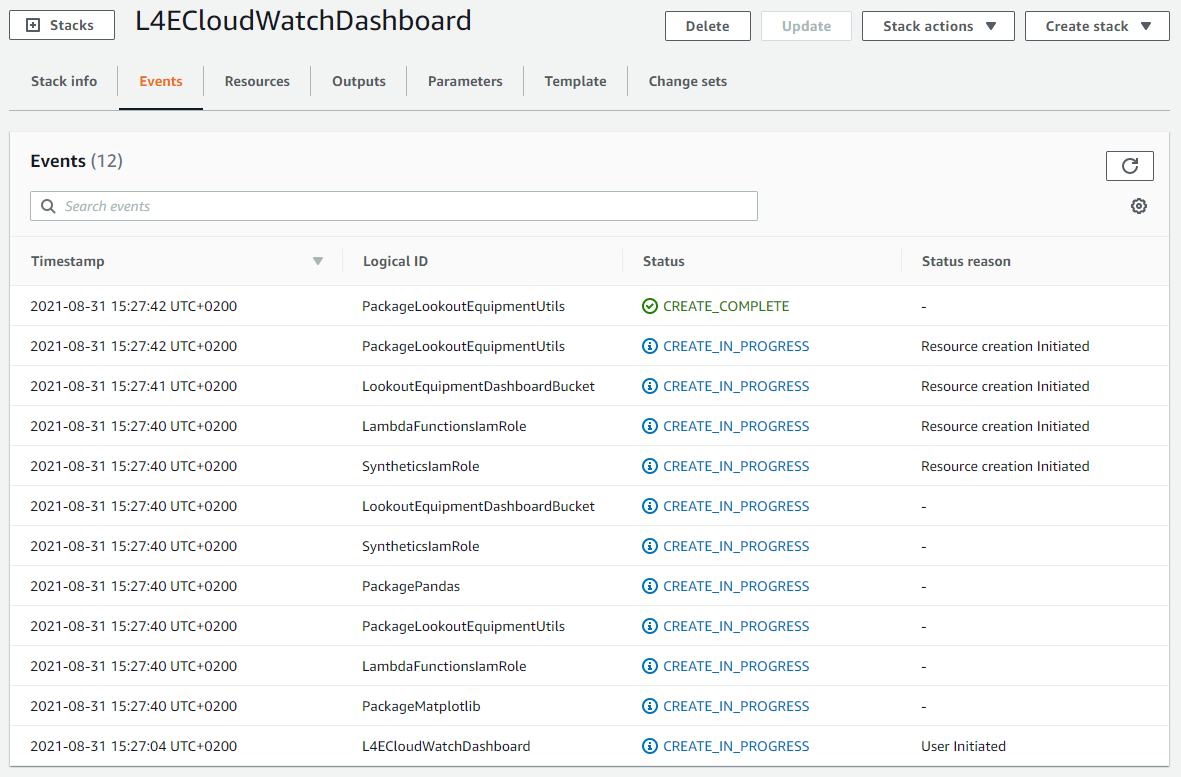 Stacks
L4ECloudWatchDashboard
Delete Update Stack actions Create stack
Stack info Events Resources Outputs Parameters Template Change sets
Events (12)
Search events
Timestamp Logical ID Status Status reason
2021-08-31 15:27:42 UTC+0200 PackageLookoutEquipmentUtils CREATE_COMPLETE -
2021-08-31 15:27:42 UTC+0200 PackageLookoutEquipmentUtils CREATE_IN_PROGRESS Resource creation Initiated
2021-08-31 15:27:41 UTC+0200 LookoutEquipmentDashboardBucket CREATE_IN_PROGRESS Resource creation Initiated
2021-08-31 15:27:40 UTC+0200 LambdaFunctionsIamRole CREATE_IN_PROGRESS Resource creation Initiated
2021-08-31 15:27:40 UTC+0200 SyntheticsIamRole CREATE_IN_PROGRESS Resource creation Initiated
2021-08-31 15:27:40 UTC+0200 LookoutEquipmentDashboardBucket CREATE_IN_PROGRESS -
2021-08-31 15:27:40 UTC+0200 SyntheticsIamRole CREATE_IN_PROGRESS -
2021-08-31 15:27:40 UTC+0200 PackagePandas CREATE_IN_PROGRESS -
2021-08-31 15:27:40 UTC+0200 PackageLookoutEquipmentUtils CREATE_IN_PROGRESS -
2021-08-31 15:27:40 UTC+0200 LambdaFunctionsIamRole CREATE_IN_PROGRESS -
2021-08-31 15:27:40 UTC+0200 PackageMatplotlib CREATE_IN_PROGRESS -
2021-08-31 15:27:04 UTC+0200 L4ECloudWatchDashboard CREATE_IN_PROGRESS User Initiated